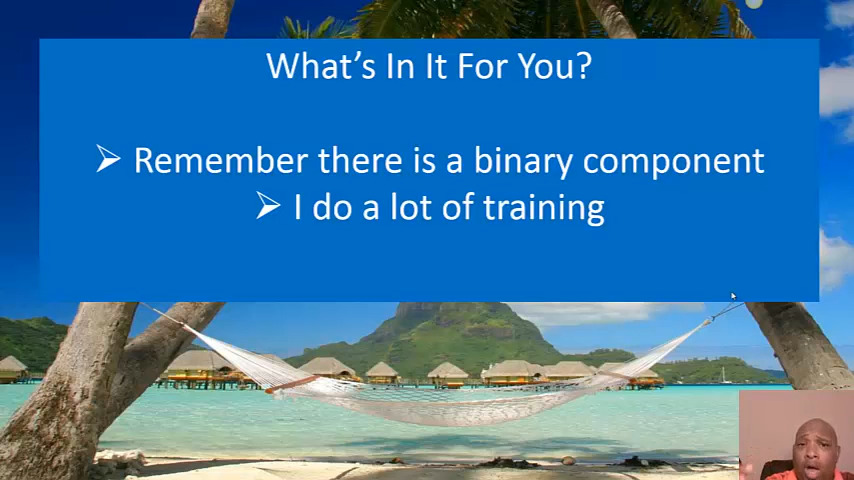 What's In It For You?
➢ Remember there is a binary component
➢ I do a lot of training